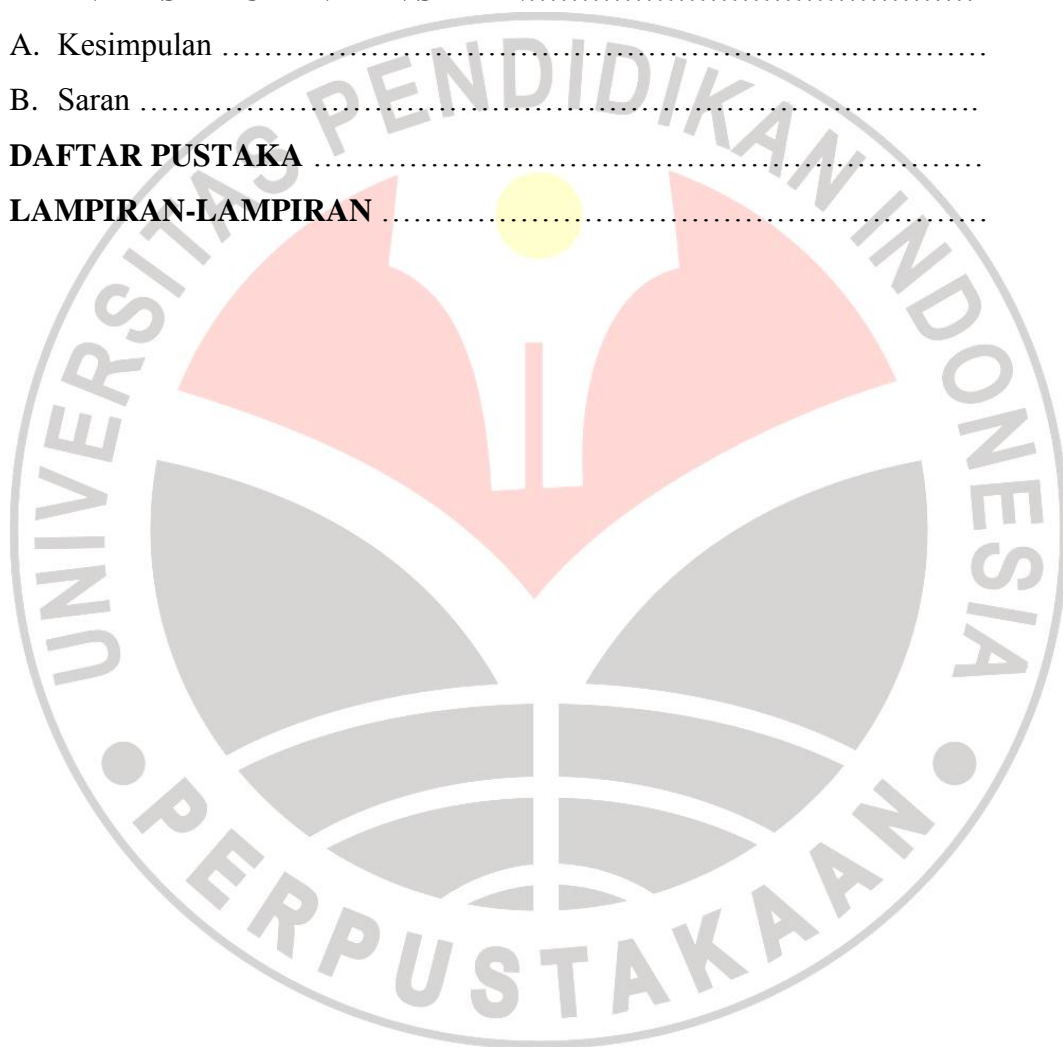 A. Kesimpulan ……………………………………………………………
B. Saran ………………………………………………………………….
DAFTAR PUSTAKA ……………………………………………………
LAMPIRAN-LAMPIRAN ………………………………………………
UNIVERSITAS PENDIDIKAN INDONESIA
• PERPUSTAKAAN •